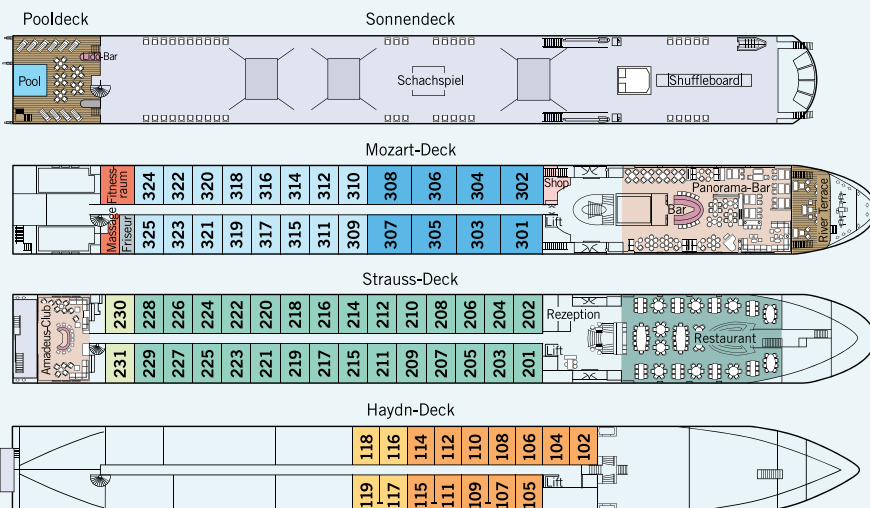 Pooldeck
Sonnendeck
Lido-Bar
Pool
Schachspiel
Shuffleboard
Mozart-Deck
Fitness-
raum
324 322 320 318 316 314 312 310 308 306 304 302
Shop
Panorama-Bar
Bar
River Terrace
Massage
Friseur
325 323 321 319 317 315 311 309 307 305 303 301
Lift
Strauss-Deck
Amadeus-Club
230 228 226 224 222 220 218 216 214 212 210 208 206 204 202
Rezeption
Restaurant
231 229 227 225 223 221 219 217 215 211 209 207 205 203 201
Lift
Haydn-Deck
118 116 114 112 110 108 106 104 102
119 117 115 111 109 107 105
Lift